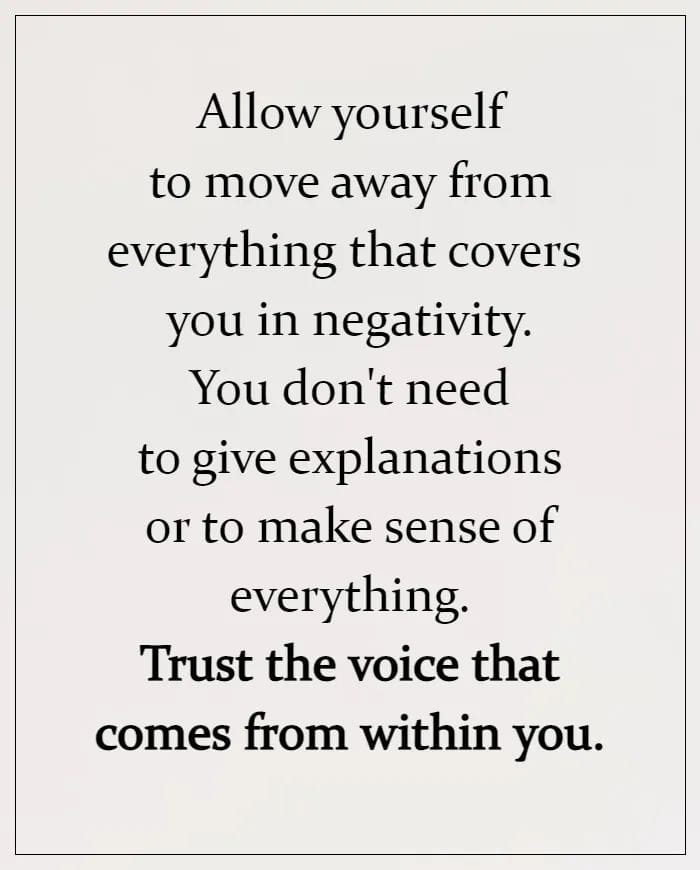 Allow yourself
to move away from
everything that covers
you in negativity.
You don't need
to give explanations
or to make sense of
everything.
Trust the voice that
comes from within you.